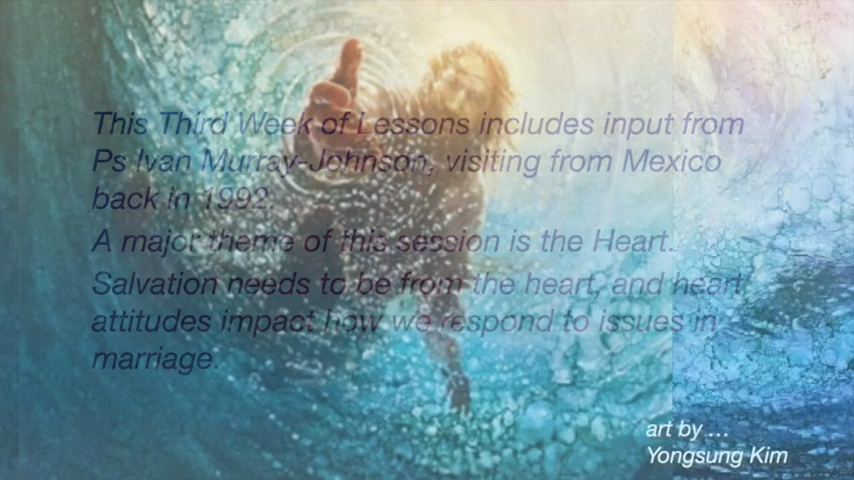 This Third Week of Lessons includes input from
Ps Ivan Murray-Johnson, visiting from Mexico
back in 1992.
A major theme of this session is the Heart.
Salvation needs to be from the heart, and heart
attitudes impact how we respond to issues in
marriage.
art by ...
Yongsung Kim